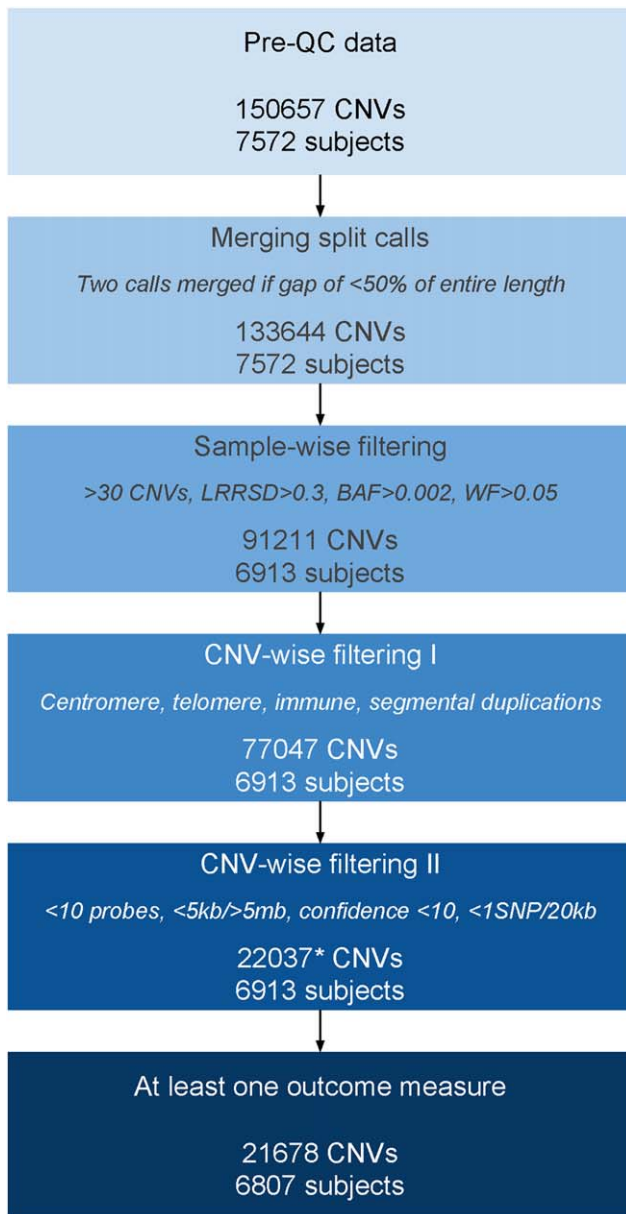 Pre-QC data
150657 CNVs
7572 subjects
Merging split calls
Two calls merged if gap of <50% of entire length
133644 CNVs
7572 subjects
Sample-wise filtering
>30 CNVs, LRRSD>0.3, BAF>0.002, WF>0.05
91211 CNVs
6913 subjects
CNV-wise filtering I
Centromere, telomere, immune, segmental duplications
77047 CNVs
6913 subjects
CNV-wise filtering II
<10 probes, <5kb/>5mb, confidence <10, <1SNP/20kb
22037* CNVs
6913 subjects
At least one outcome measure
21678 CNVs
6807 subjects